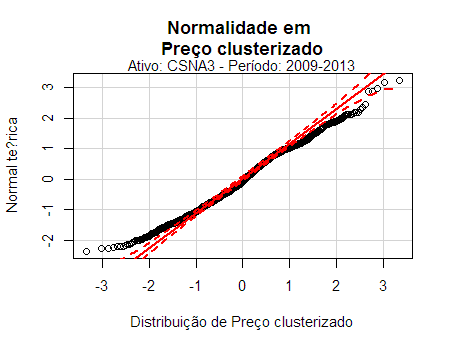 Normalidade em
Preço clusterizado
Ativo: CSNA3 - Período: 2009-2013
Normal te?rica
3
2
1
0
-1
-2
-3 -2 -1 0 1 2 3
Distribuição de Preço clusterizado